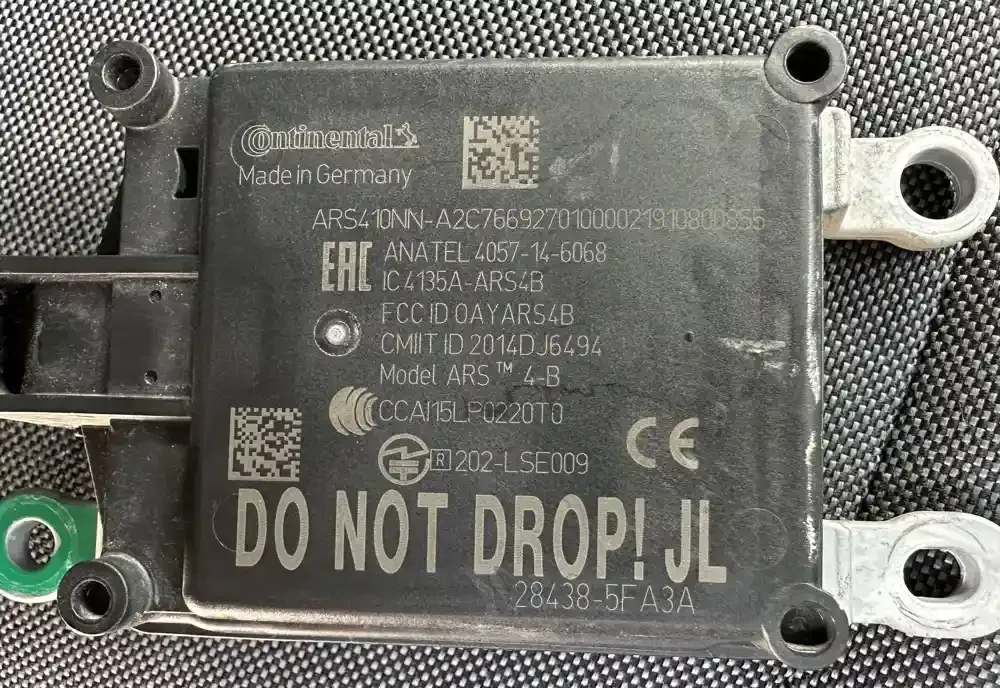 Continental
Made in Germany
ARS410NN-A2C76692701000021910800855
EAC
ANATEL 4057-14-6068
IC 4135A-ARS4B
FCC ID OAYARS4B
CMIIT ID 2014DJ6494
Model ARS™ 4-B
CCAI15LP0220T0
CE
R 202-LSE009
DO NOT DROP! JL
28438-5FA3A